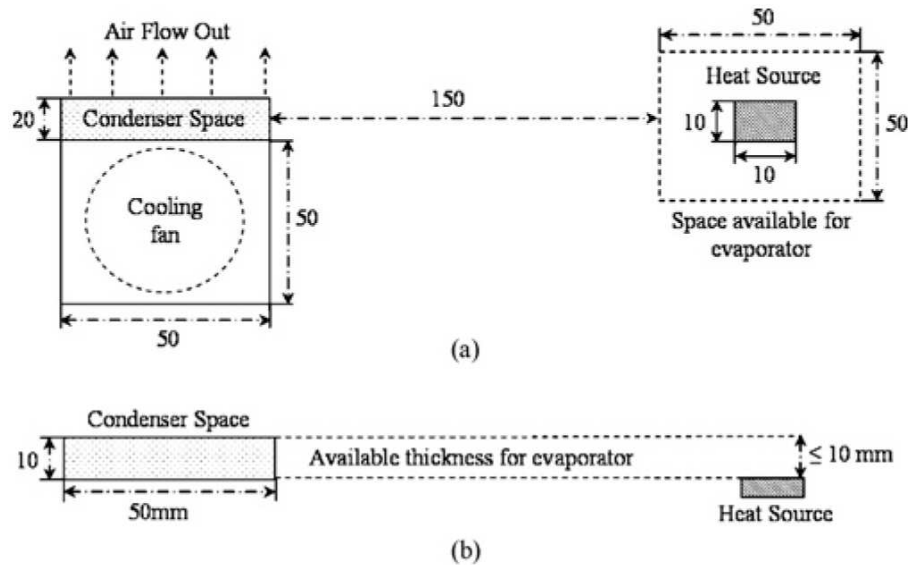 Air Flow Out
20
Condenser Space
150
50
Heat Source
10
10
50
Cooling
fan
50
Space available for
evaporator
50
(a)
Condenser Space
10
Available thickness for evaporator
≤ 10 mm
50mm
Heat Source
(b)